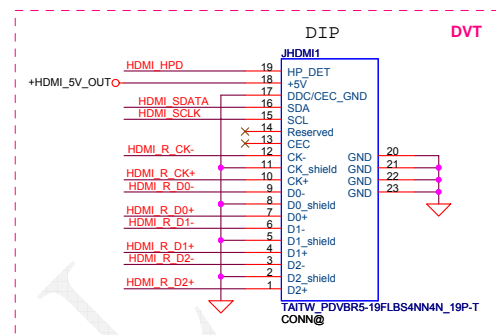 DIP
DVT
JHDMI1
HDMI_HPD 19 HP_DET
+HDMI_5V_OUT 18 +5V
17 DDC/CEC_GND
HDMI_SDATA 16 SDA
HDMI_SCLK 15 SCL
14 Reserved
13 CEC
HDMI_R_CK- 12 CK- GND 20
11 CK_shield GND 21
HDMI_R_CK+ 10 CK+ GND 22
HDMI_R_D0- 9 D0- GND 23
8 D0_shield
HDMI_R_D0+ 7 D0+
HDMI_R_D1- 6 D1-
5 D1_shield
HDMI_R_D1+ 4 D1+
HDMI_R_D2- 3 D2-
2 D2_shield
HDMI_R_D2+ 1 D2+
TAITW_PDVBR5-19FLBS4NN4N_19P-T
CONN@